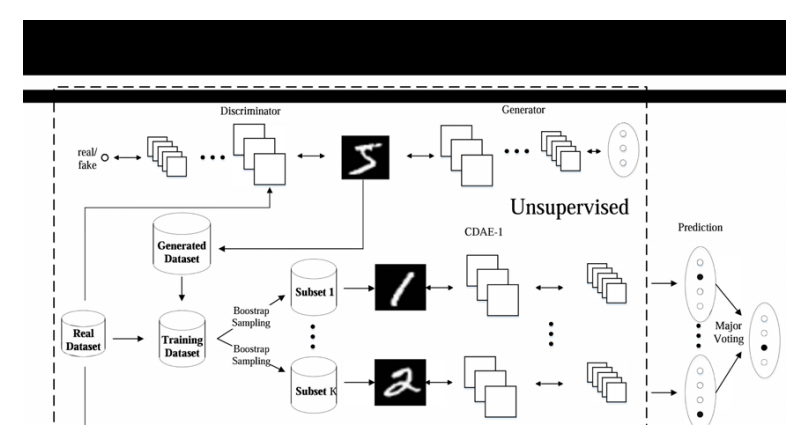 Discriminator
Generator
real/
fake
Unsupervised
Generated
Dataset
CDAE-1
Prediction
Subset 1
Boostrap
Sampling
Real
Dataset
Training
Dataset
Major
Voting
Boostrap
Sampling
Subset K